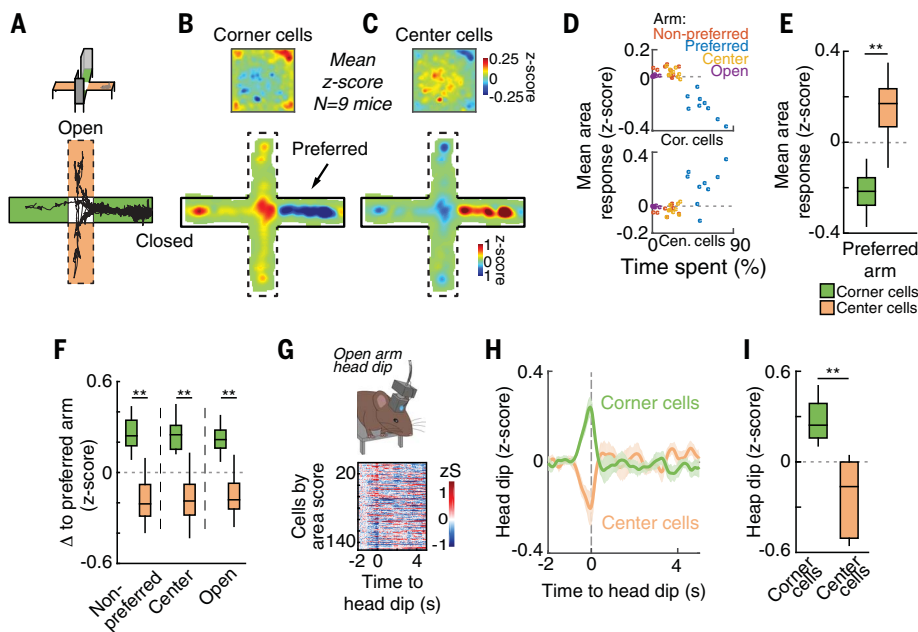 A
Open
Closed
B
Corner cells
Mean
z-score
N=9 mice
C
Center cells
0.25
-0.25
z-score
Preferred
1
0
1
z-score
D
Arm:
Non-preferred
Preferred
Center
Open
Mean area
response (z-score)
0.2
0
-0.4
Cor. cells
0.4
0
-0.2
Cen. cells
0
90
Time spent (%)
E
**
Mean area
response (z-score)
0.4
0
-0.4
Preferred
arm
Corner cells
Center cells
F
Δ to preferred arm
(z-score)
0.6
0
-0.6
**
**
**
Non-
preferred
Center
Open
G
Open arm
head dip
Cells by
area score
20
140
zS
1
0
-1
-2
0
4
Time to
head dip (s)
H
Head dip (z-score)
0.4
0
-0.4
Corner cells
Center cells
-2
0
4
Time to head dip (s)
I
**
Heap dip (z-score)
0.6
0
-0.6
Corner
cells
Center
cells